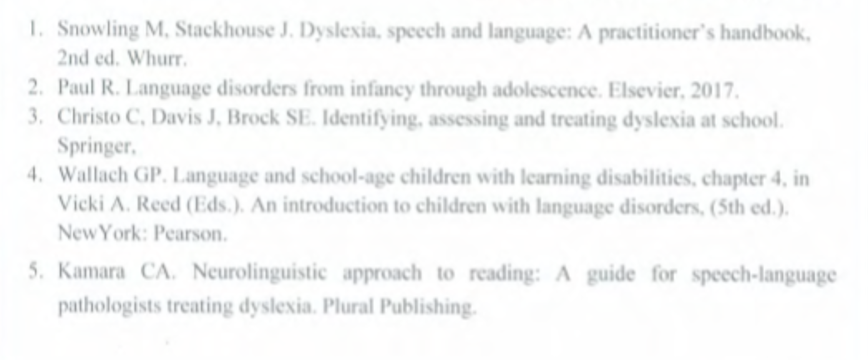 1. Snowling M, Stackhouse J. Dyslexia, speech and language: A practitioner's handbook,
2nd ed. Whurr.
2. Paul R. Language disorders from infancy through adolescence. Elsevier, 2017.
3. Christo C, Davis J, Brock SE. Identifying, assessing and treating dyslexia at school.
Springer,
4. Wallach GP. Language and school-age children with learning disabilities, chapter 4, in
Vicki A. Reed (Eds.). An introduction to children with language disorders, (5th ed.).
NewYork: Pearson.
5. Kamara CA. Neurolinguistic approach to reading: A guide for speech-language
pathologists treating dyslexia. Plural Publishing.